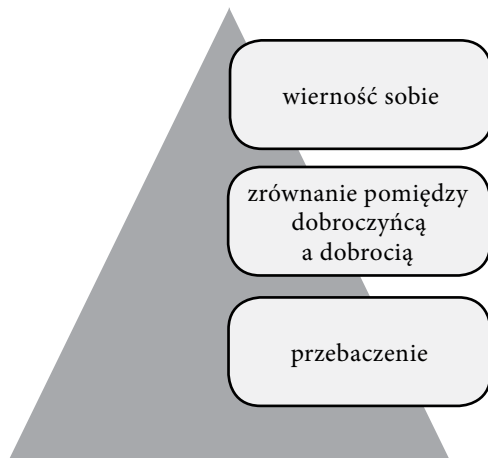 wierność sobie
zrównanie pomiędzy
dobroczyńcą
a dobrocią
przebaczenie